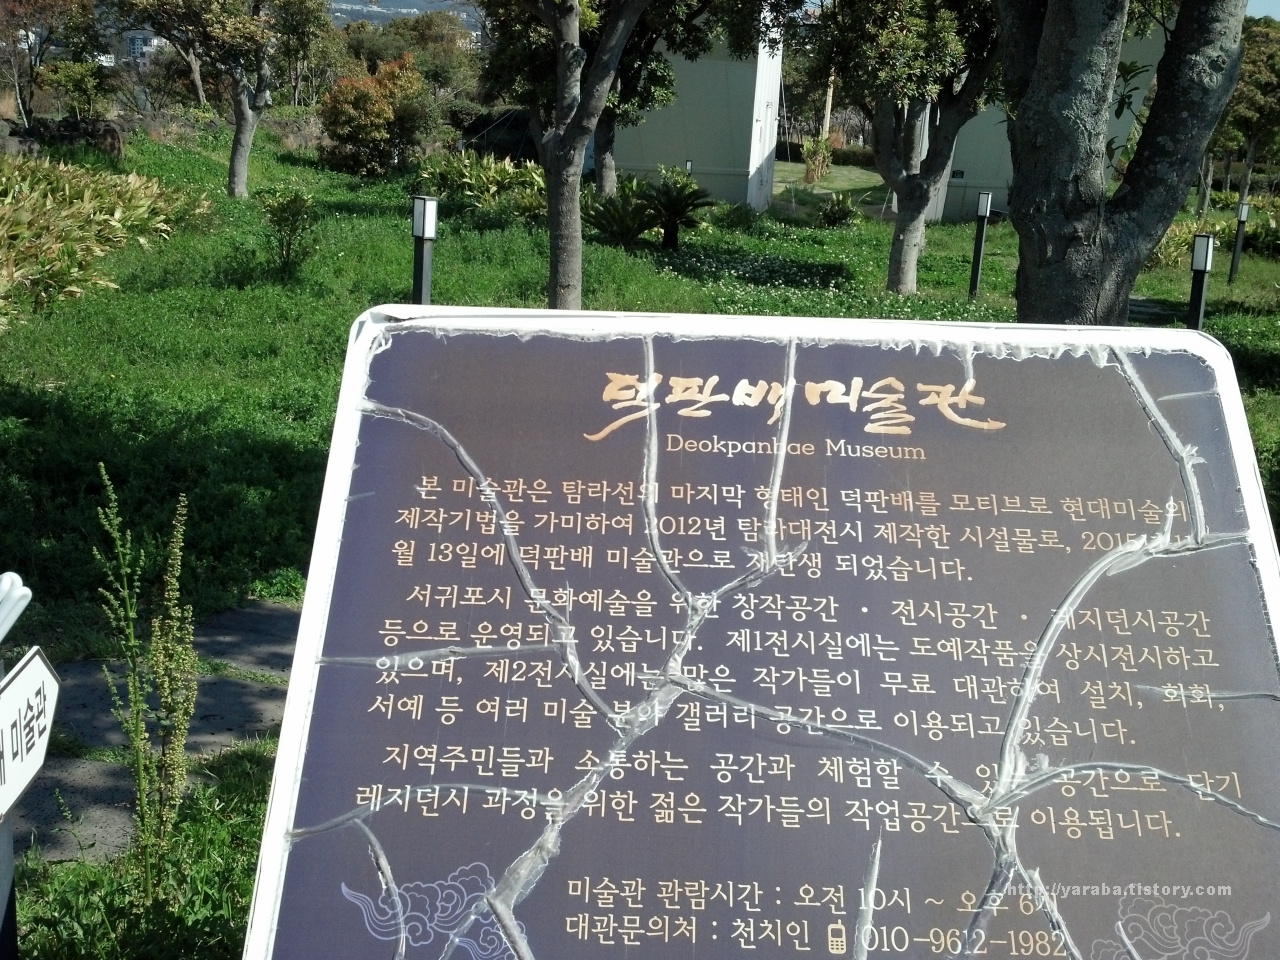 덕판배 미술관
Deokpanbae Museum
본 미술관은 탐라선의 마지막 형태인 덕판배를 모티브로 현대미술의
제작기법을 가미하여 2012년 탐라대전시 제작한 시설물로, 2015
월 13일에 덕판배 미술관으로 재탄생 되었습니다.
서귀포시 문화예술을 위한 창작공간 · 전시공간 · 레지던시공간
등으로 운영되고 있습니다. 제1전시실에는 도예작품을 상시전시하고
있으며, 제2전시실에는 많은 작가들이 무료 대관하여 설치, 회화,
서예 등 여러 미술 분야 갤러리 공간으로 이용되고 있습니다.
지역주민들과 소통하는 공간과 체험할 수 있는 공간으로 단기
레지던시 과정을 위한 젊은 작가들의 작업공간으로 이용됩니다.
미술관 관람시간 : 오전 10시 ~ 오후 6시
대관문의처 : 천치인 010-9612-1982
배 미술관
http://yaraba.tistory.com